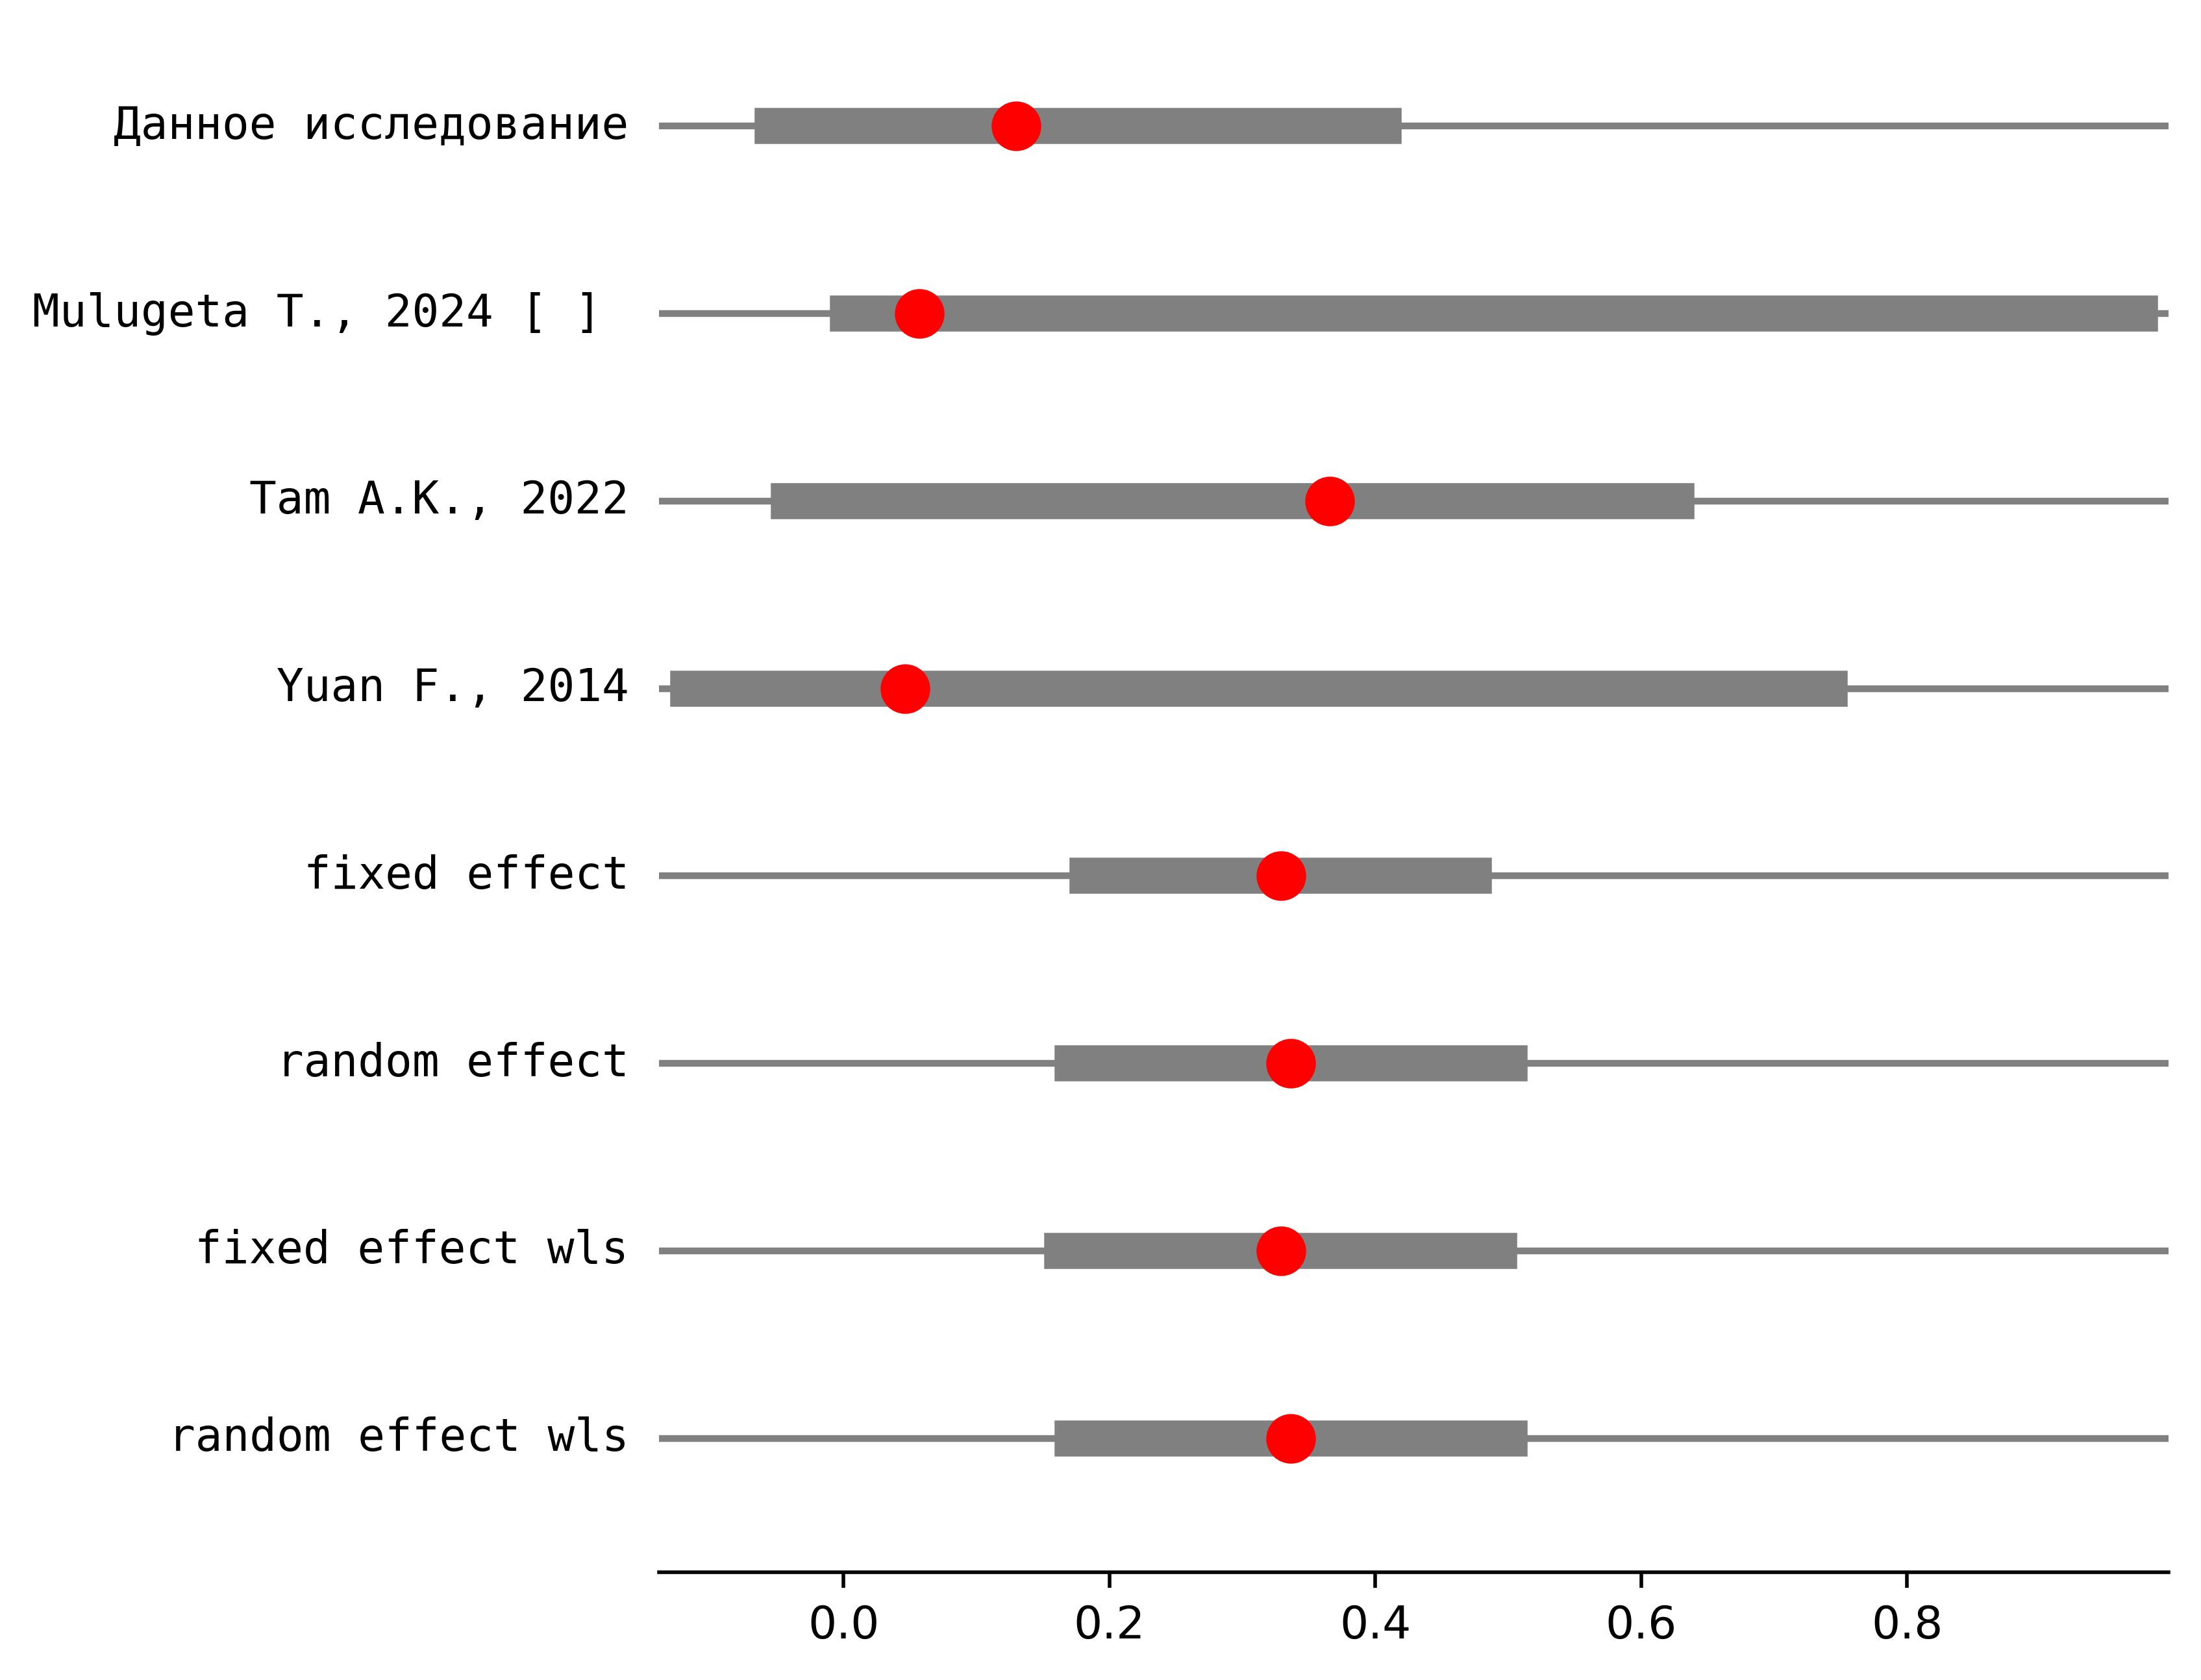 Данное исследование
Mulugeta T., 2024 [ ]
Tam A.K., 2022
Yuan F., 2014
fixed effect
random effect
fixed effect wls
random effect wls
0.0 0.2 0.4 0.6 0.8